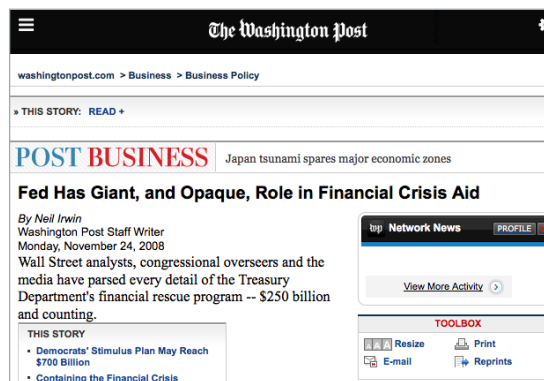 The Washington Post
washingtonpost.com > Business > Business Policy
» THIS STORY: READ +
POST BUSINESS
Japan tsunami spares major economic zones
Fed Has Giant, and Opaque, Role in Financial Crisis Aid
By Neil Irwin
Washington Post Staff Writer
Monday, November 24, 2008
Wall Street analysts, congressional overseers and the
media have parsed every detail of the Treasury
Department's financial rescue program -- $250 billion
and counting.
THIS STORY
▪ Democrats' Stimulus Plan May Reach
$700 Billion
▪ Containing the Financial Crisis
wp Network News PROFILE
View More Activity
TOOLBOX
A A A Resize
Print
E-mail
Reprints